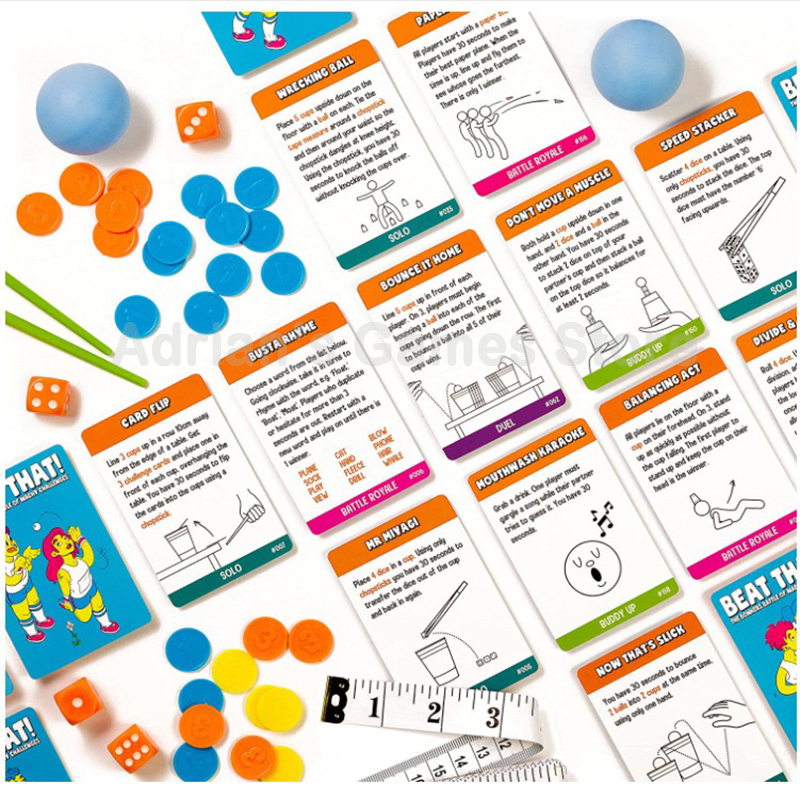 WRECKING BALL
Place 5 cups upside down on the
floor with a ball on each. Tie the
tape measure around a chopstick
and then around your waist so the
chopstick dangles at knee height.
Using the chopstick, you have 30
seconds to knock the balls off
without knocking the cups over.
SOLO
#025
All players start with a paper
Players have 30 seconds to make
their best paper plane. When the
time is up, line up and fly them to
see whose goes the furthest.
There is only 1 winner.
BATTLE ROYALE
#156
SPEED STACKER
Scatter 4 dice on a table. Using
only chopsticks, you have 30
seconds to stack the dice. The top
dice must have the number '6'
facing upwards.
SOLO
DON'T MOVE A MUSCLE
Both hold a cup upside down in one
hand, and 2 dice and a ball in the
other hand. You have 30 seconds
to stack 2 dice on top of your
partner's cup and then stack a ball
on the top dice so it balances for
at least 2 seconds.
BUDDY UP
#150
BOUNCE IT HOME
Line 5 cups up in front of each
player. On 3, players must begin
bouncing a ball into each of the
cups going down the row. The first
to bounce a ball into all 5 of their
cups wins.
DUEL
#062
BUSTA RHYME
Choose a word from the list below.
Going clockwise, take it in turns to
rhyme with the word, e.g. 'Float,
'Boat', 'Moat'. Players who duplicate
or hesitate for more than 3
seconds are out. Restart with a
new word and play on until there is
1 winner.
PLANE CAT BLOW
SOCK HAND PHONE
PLAY FLEECE HAIR
VIEW DRILL WHALE
BATTLE ROYALE
#006
CARD FLIP
Line 3 cups up in a row 10cm away
from the edge of a table. Get
3 challenge cards and place one in
front of each cup, overhanging in the
table. You have 30 seconds to flip
the cards into the cups using a
chopstick.
SOLO
#007
DIVIDE &
Roll 4 dice.
BALANCING ACT
All players lie on the floor with a
cup on their forehead. On 3, stand
up as quickly as possible without
the cup falling. The first player to
stand up and keep the cup on their
head is the winner.
BATTLE ROYALE
MOUTHWASH KARAOKE
Grab a drink. One player must
gargle a song while their partner
tries to guess it. You have 30
seconds.
BUDDY UP
#158
MR MIYAGI
Place 4 dice in a cup. Using only
chopsticks you have 30 seconds to
transfer the dice out of the cup
and back in again.
#005
NOW THAT'S SLICK
You have 30 seconds to bounce
2 balls into 2 cups at the same time,
using only one hand.
THAT!
OF WACKY CHALLENGES
BEAT THA
THE BONKERS BATTLE OF WA
AT!
CHALLENGES
1 2 3
16 15 14 13 12
Adrian's Games Store